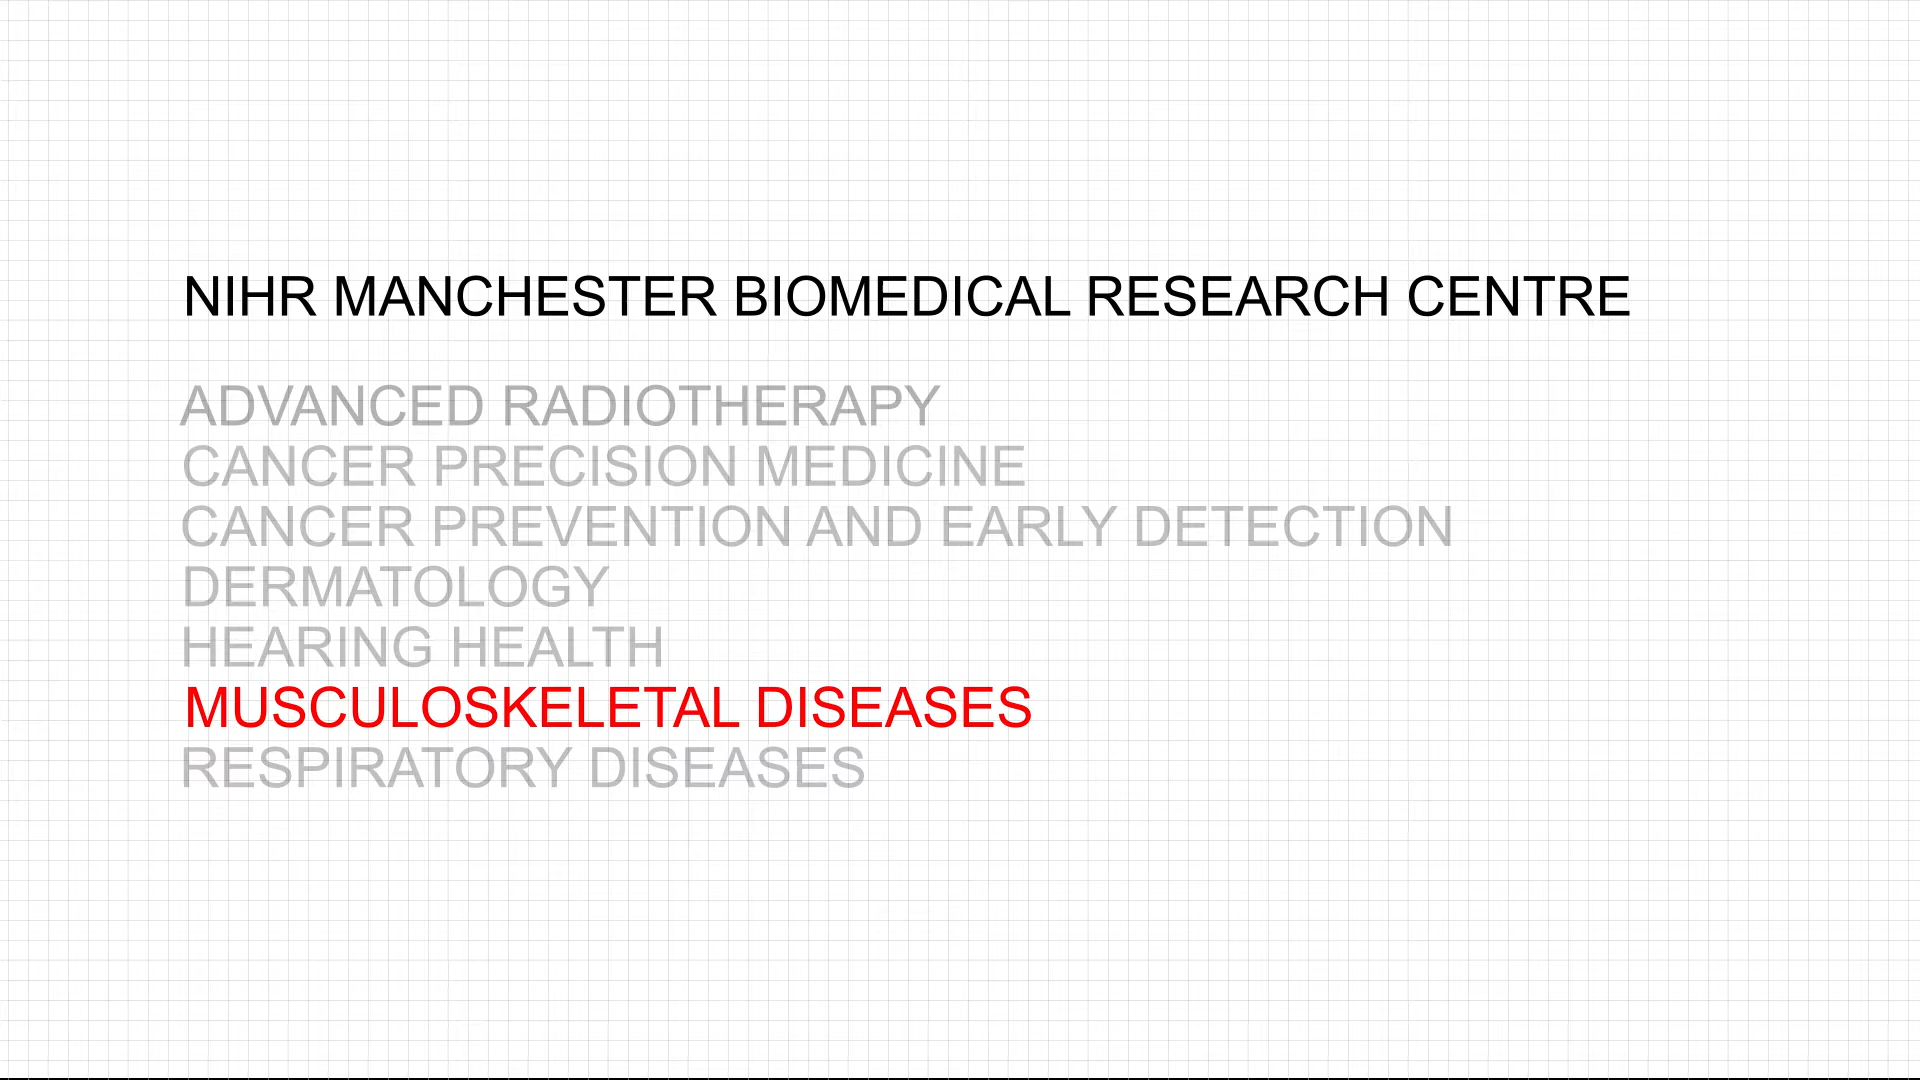 NIHR MANCHESTER BIOMEDICAL RESEARCH CENTRE
ADVANCED RADIOTHERAPY
CANCER PRECISION MEDICINE
CANCER PREVENTION AND EARLY DETECTION
DERMATOLOGY
HEARING HEALTH
MUSCULOSKELETAL DISEASES
RESPIRATORY DISEASES